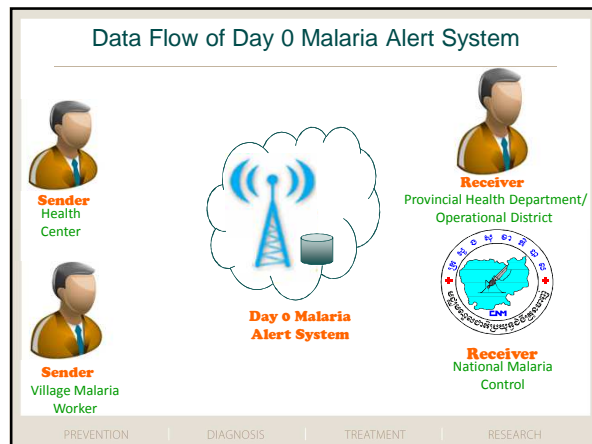 Data Flow of Day 0 Malaria Alert System
Sender
Health
Center
Sender
Village Malaria
Worker
Day 0 Malaria
Alert System
Receiver
Provincial Health Department/
Operational District
CNM
Receiver
National Malaria
Control
PREVENTION
DIAGNOSIS
TREATMENT
RESEARCH